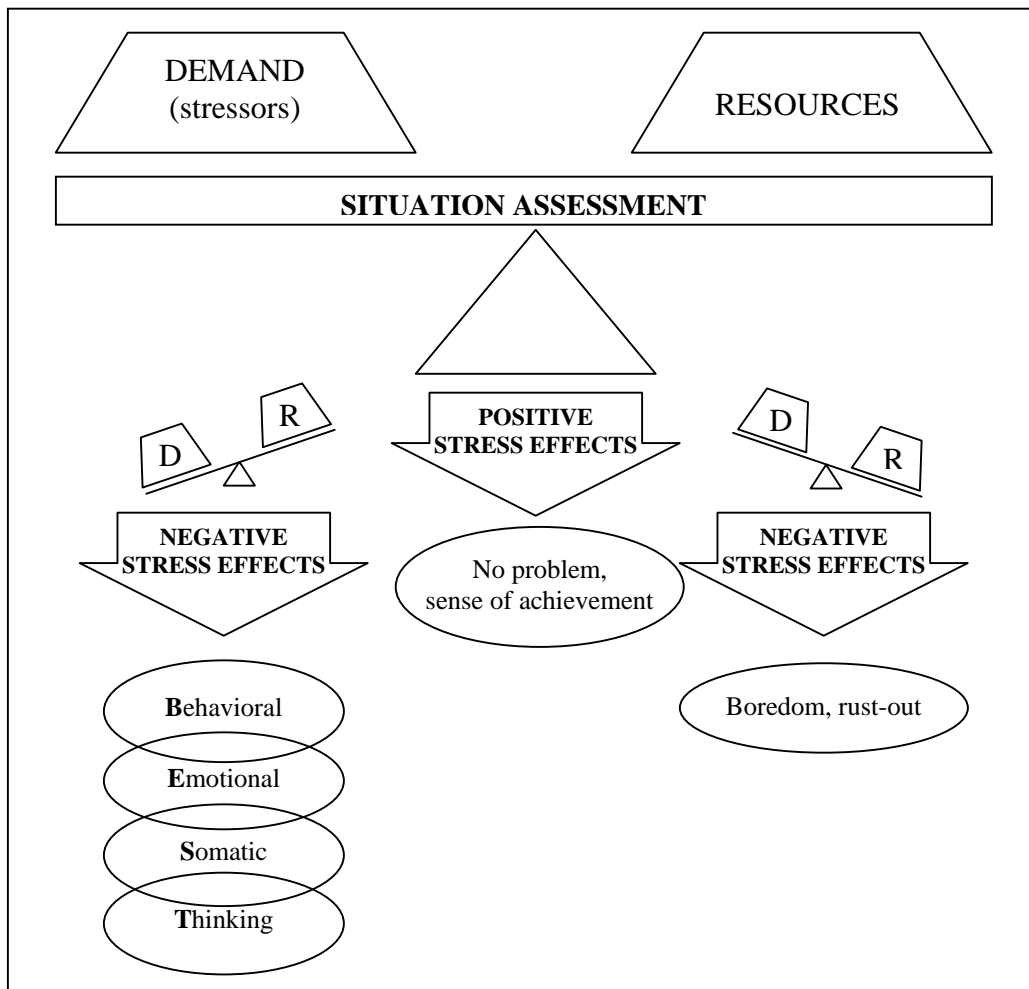 DEMAND
(stressors)
RESOURCES
SITUATION ASSESSMENT
D
R
NEGATIVE
STRESS EFFECTS
Behavioral
Emotional
Somatic
Thinking
POSITIVE
STRESS EFFECTS
No problem,
sense of achievement
D
R
NEGATIVE
STRESS EFFECTS
Boredom, rust-out